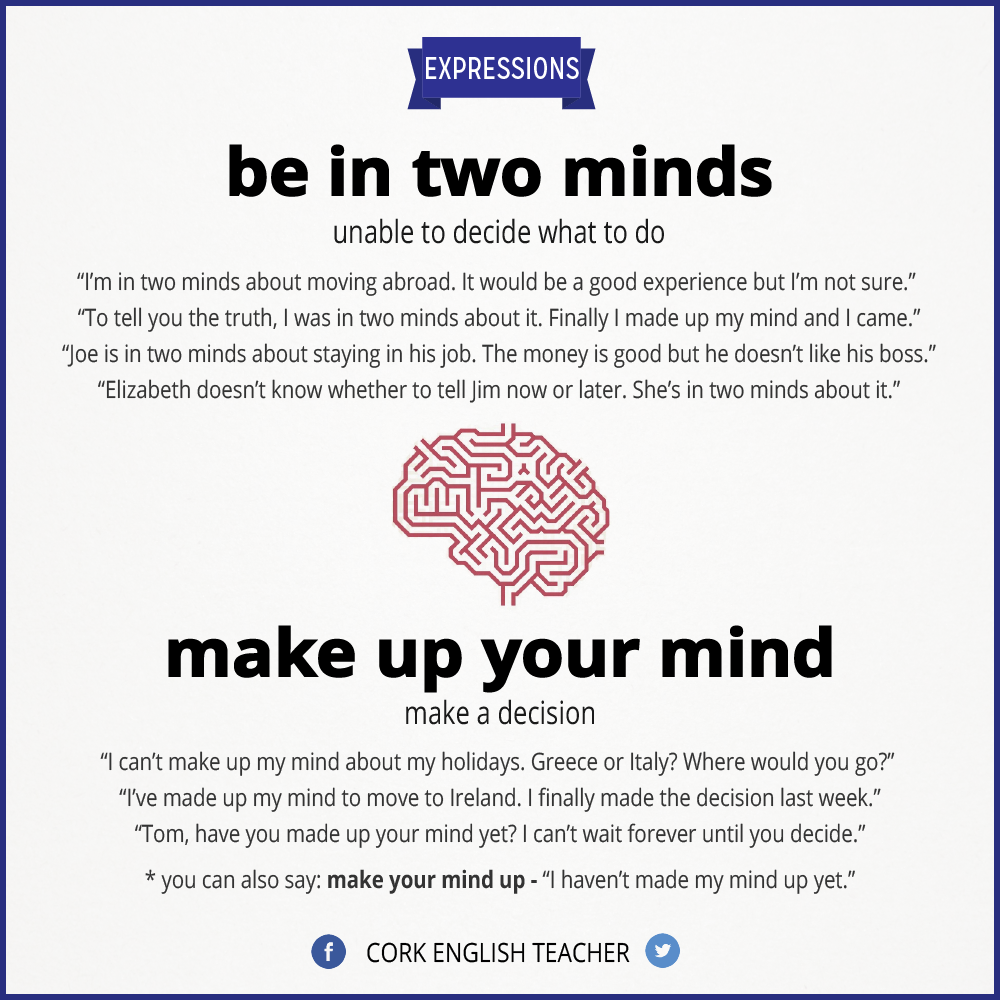 EXPRESSIONS
be in two minds
unable to decide what to do
“I’m in two minds about moving abroad. It would be a good experience but I’m not sure.”
“To tell you the truth, I was in two minds about it. Finally I made up my mind and I came.”
“Joe is in two minds about staying in his job. The money is good but he doesn’t like his boss.”
“Elizabeth doesn’t know whether to tell Jim now or later. She’s in two minds about it.”
make up your mind
make a decision
“I can’t make up my mind about my holidays. Greece or Italy? Where would you go?”
“I’ve made up my mind to move to Ireland. I finally made the decision last week.”
“Tom, have you made up your mind yet? I can’t wait forever until you decide.”
* you can also say: make your mind up - “I haven’t made my mind up yet.”
f CORK ENGLISH TEACHER